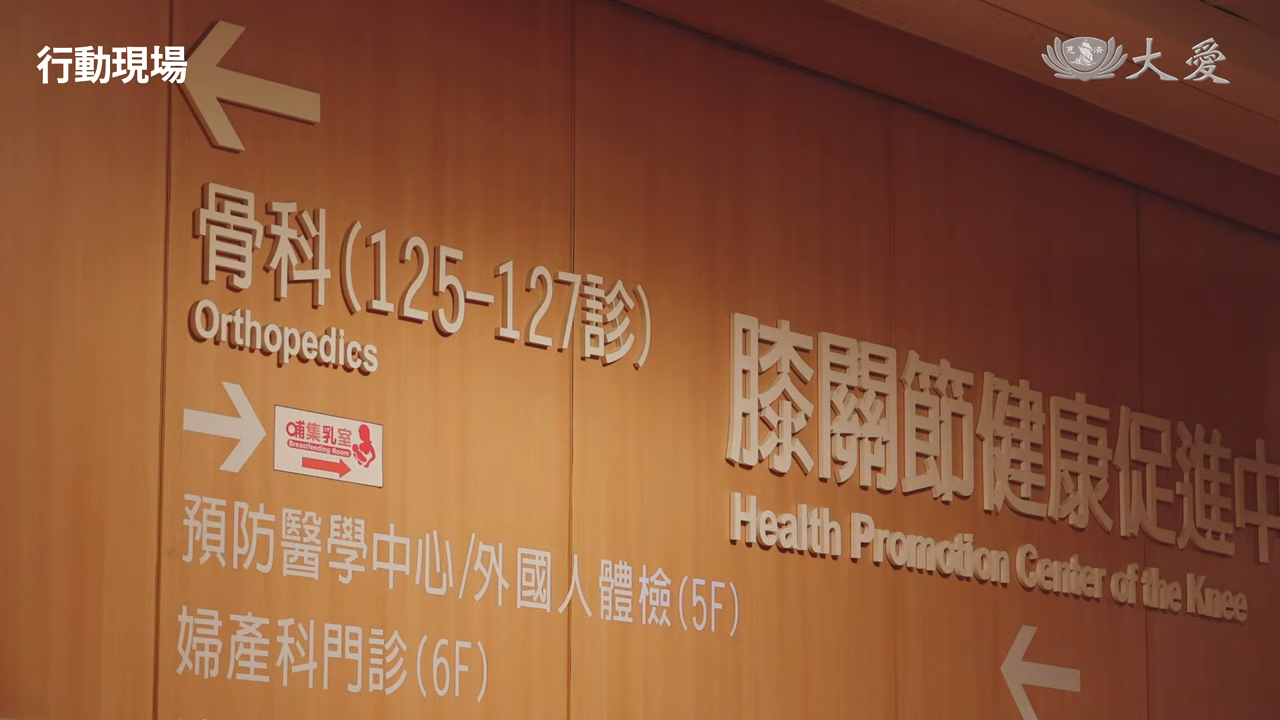 行動現場
大愛
慈濟
骨科(125-127診)
Orthopedics
哺集乳室
Breastfeeding Room
預防醫學中心/外國人體檢(5F)
婦產科門診(6F)
膝關節健康促進中
Health Promotion Center of the Knee